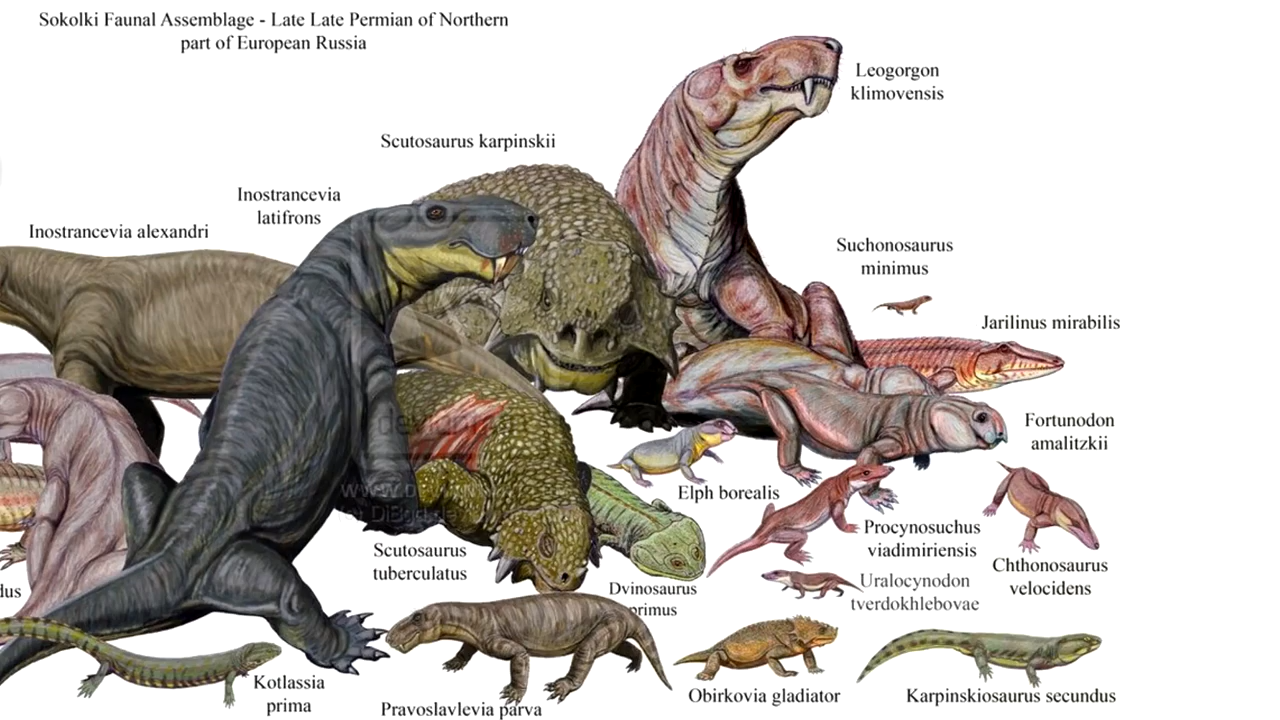 Sokolki Faunal Assemblage - Late Late Permian of Northern
part of European Russia
Leogorgon
klimovensis
Scutosaurus karpinskii
Inostrancevia
latifrons
Inostrancevia alexandri
Suchonosaurus
minimus
Jarilinus mirabilis
Fortunodon
amalitzkii
Elph borealis
Procynosuchus
viadimiriensis
Chthonosaurus
velocidens
Scutosaurus
tuberculatus
Dvinosaurus
primus
Uralocynodon
tverdokhlebovae
dus
Kotlassia
prima
Pravoslavlevia parva
Obirkovia gladiator
Karpinskiosaurus secundus